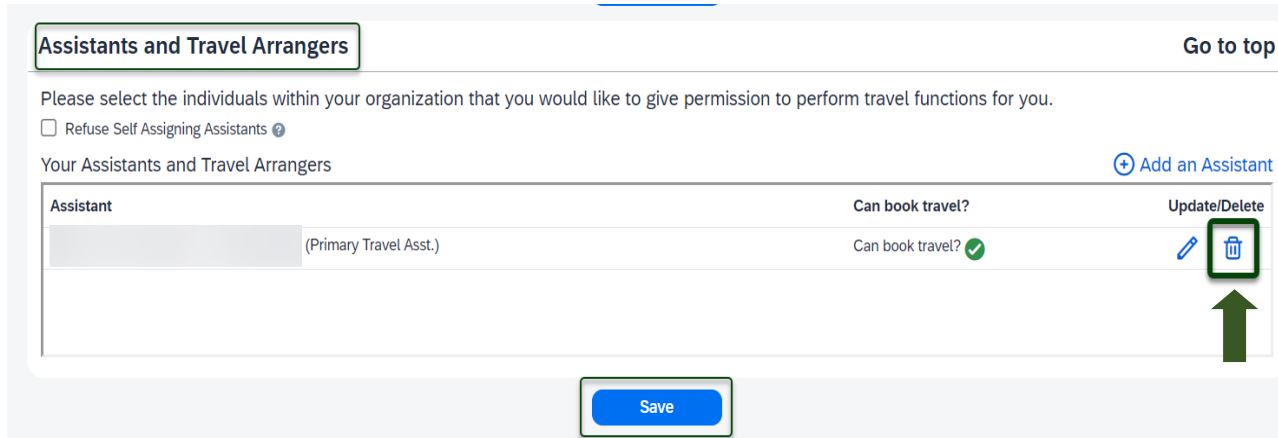 Assistants and Travel Arrangers
Go to top
Please select the individuals within your organization that you would like to give permission to perform travel functions for you.
Refuse Self Assigning Assistants ?
Your Assistants and Travel Arrangers
Add an Assistant
Assistant Can book travel? Update/Delete
(Primary Travel Asst.) Can book travel?
Save